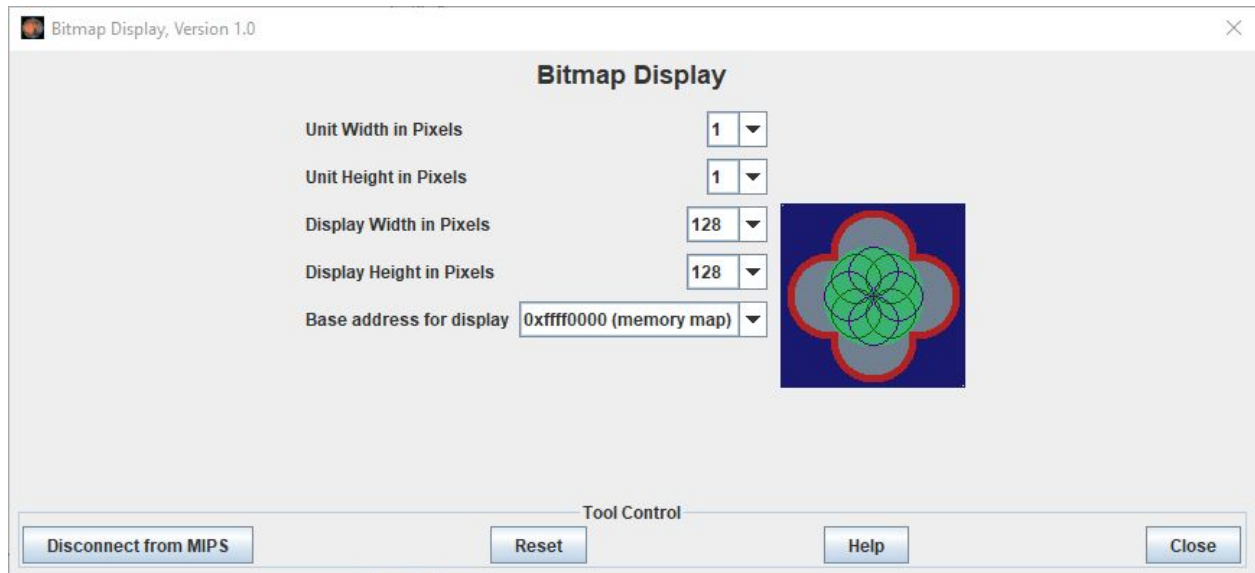 Bitmap Display, Version 1.0
Bitmap Display
Unit Width in Pixels 1
Unit Height in Pixels 1
Display Width in Pixels 128
Display Height in Pixels 128
Base address for display 0xffff0000 (memory map)
Tool Control
Disconnect from MIPS Reset Help Close